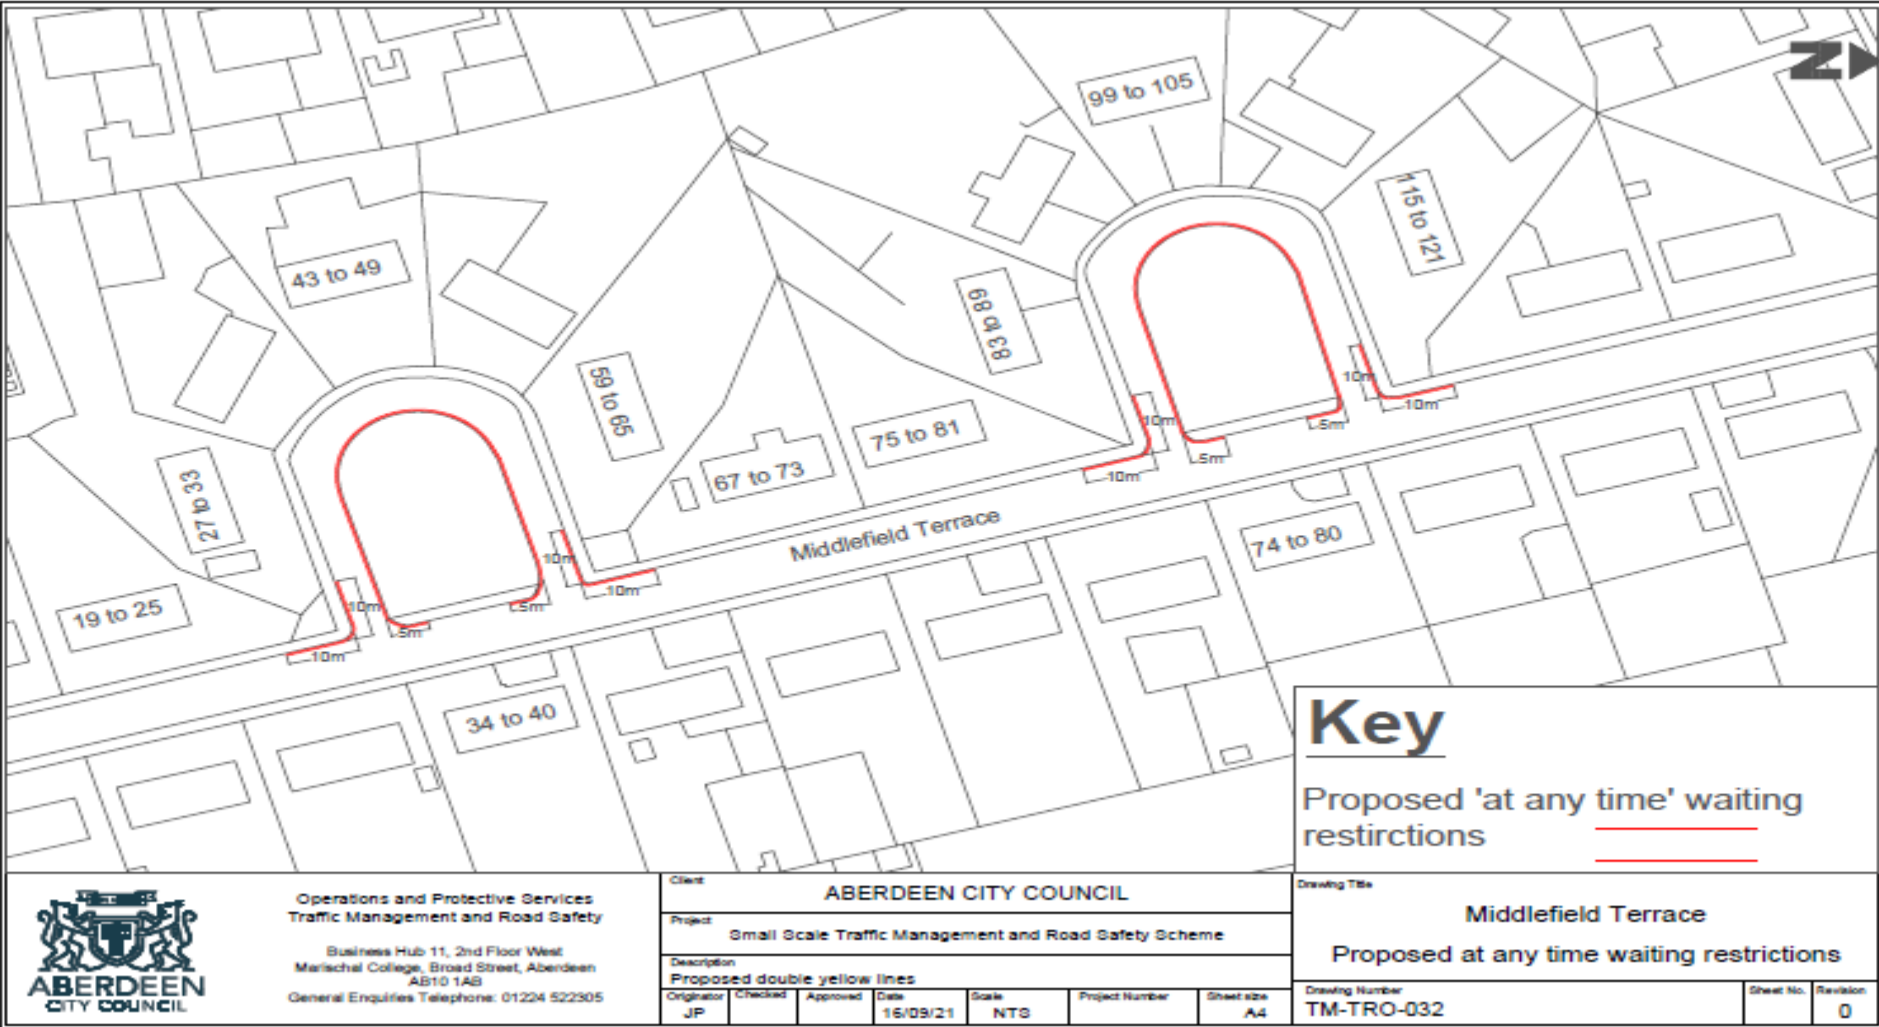 N
99 to 105
115 to 121
43 to 49
83 to 89
59 to 65
75 to 81
67 to 73
27 to 33
19 to 25
Middlefield Terrace
74 to 80
34 to 40
10m
10m
10m
10m
5m
5m
10m
10m
10m
10m
5m
5m
Key
Proposed 'at any time' waiting
restirctions
ABERDEEN
CITY COUNCIL
Operations and Protective Services
Traffic Management and Road Safety
Business Hub 11, 2nd Floor West
Marischal College, Broad Street, Aberdeen
AB10 1AB
General Enquiries Telephone: 01224 522305
Client
ABERDEEN CITY COUNCIL
Project
Small Scale Traffic Management and Road Safety Scheme
Description
Proposed double yellow lines
Originator Checked Approved Date Scale Project Number Sheet size
JP 16/09/21 NTS A4
Drawing Title
Middlefield Terrace
Proposed at any time waiting restrictions
Drawing Number Sheet No. Revision
TM-TRO-032 0